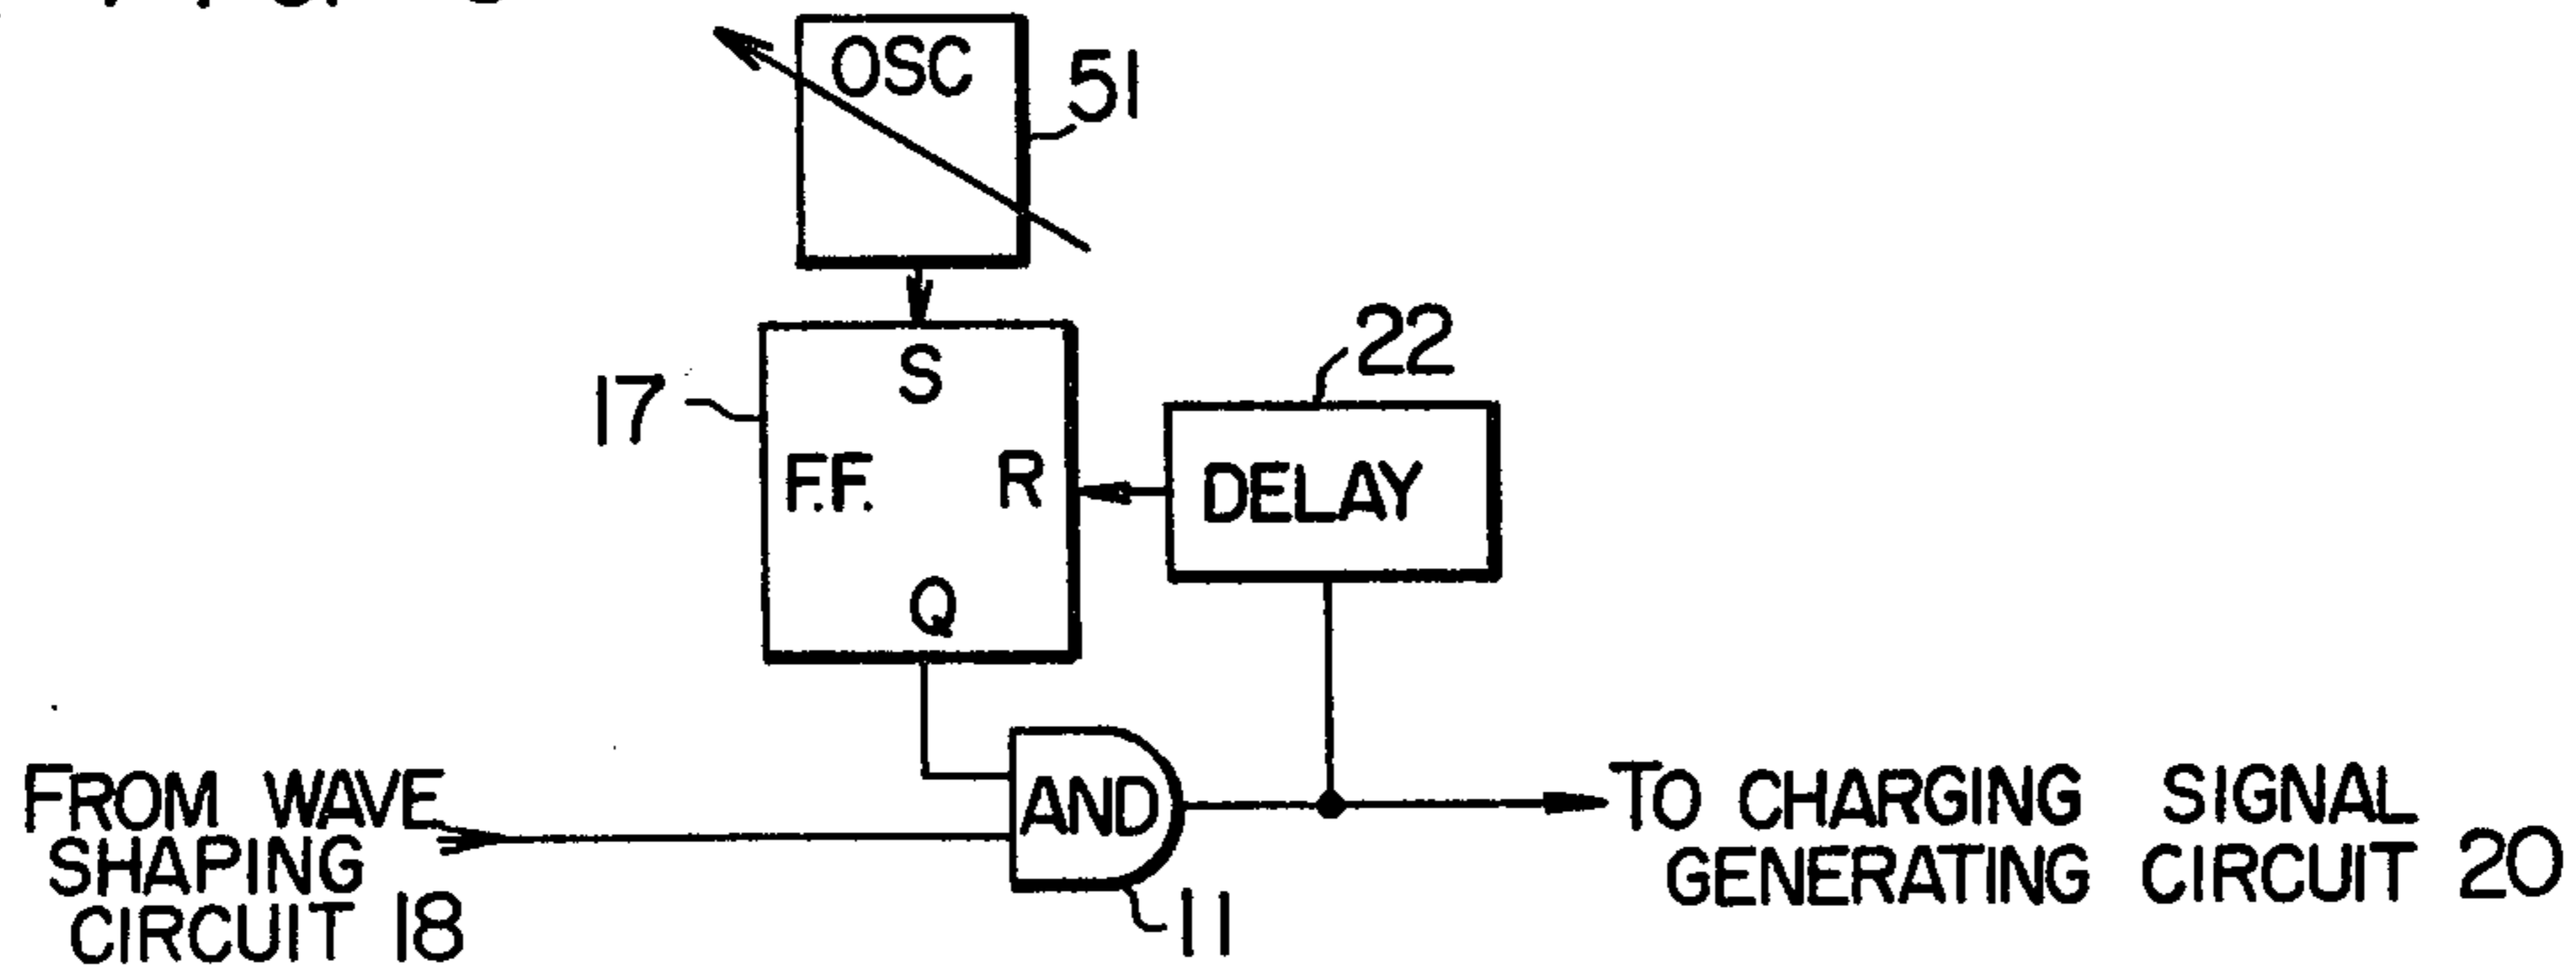 OSC
51
S
17
F.F.
R
22
DELAY
Q
FROM WAVE
SHAPING
CIRCUIT 18
AND
11
TO CHARGING SIGNAL
GENERATING CIRCUIT 20